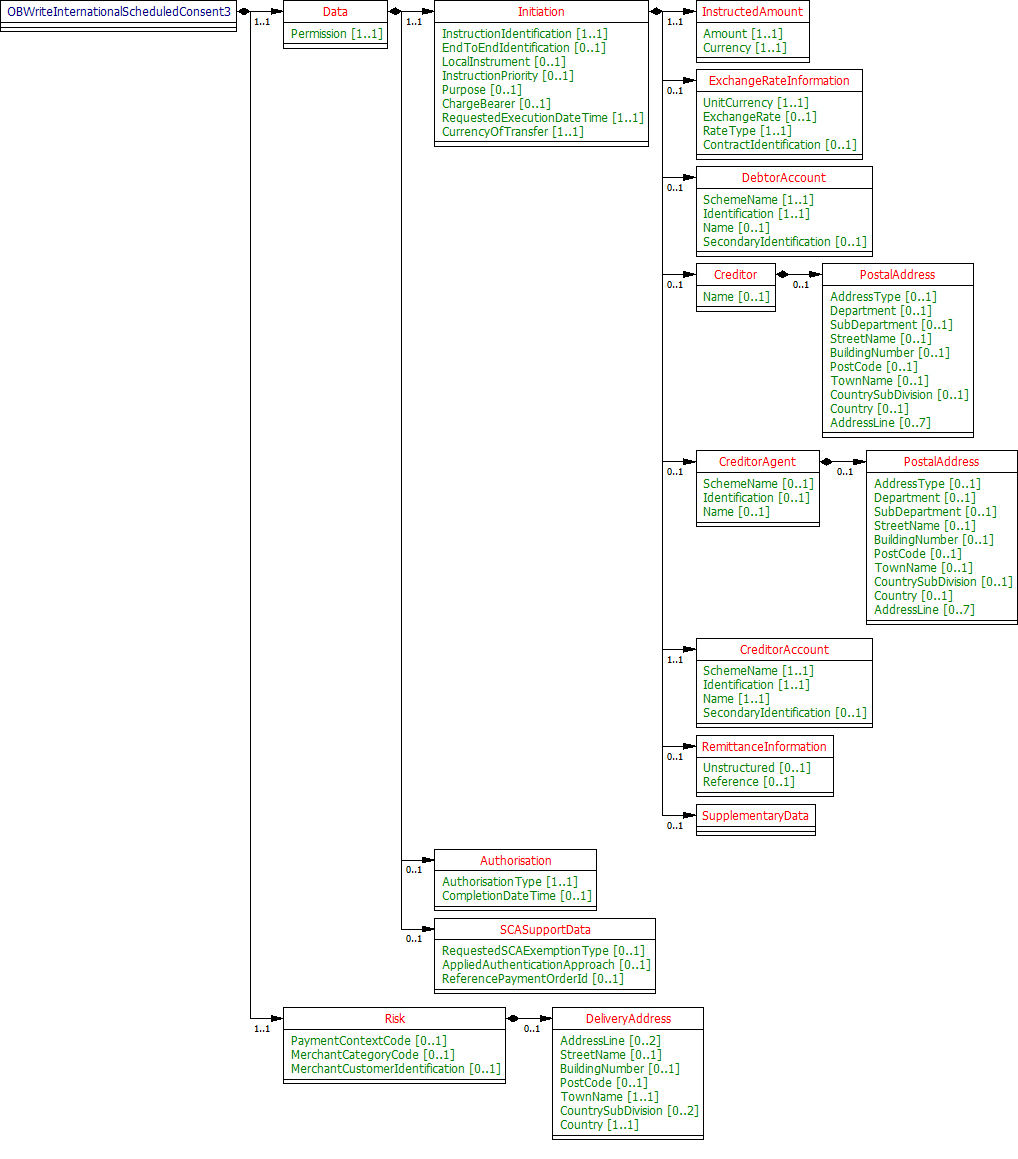 OBWriteInternationalScheduledConsent3
1..1
Data
Permission [1..1]
1..1
Initiation
InstructionIdentification [1..1]
EndToEndIdentification [0..1]
LocalInstrument [0..1]
InstructionPriority [0..1]
Purpose [0..1]
ChargeBearer [0..1]
RequestedExecutionDateTime [1..1]
CurrencyOfTransfer [1..1]
1..1
InstructedAmount
Amount [1..1]
Currency [1..1]
0..1
ExchangeRateInformation
UnitCurrency [1..1]
ExchangeRate [0..1]
RateType [1..1]
ContractIdentification [0..1]
0..1
DebtorAccount
SchemeName [1..1]
Identification [1..1]
Name [0..1]
SecondaryIdentification [0..1]
0..1
Creditor
Name [0..1]
0..1
PostalAddress
AddressType [0..1]
Department [0..1]
SubDepartment [0..1]
StreetName [0..1]
BuildingNumber [0..1]
PostCode [0..1]
TownName [0..1]
CountrySubDivision [0..1]
Country [0..1]
AddressLine [0..7]
0..1
CreditorAgent
SchemeName [0..1]
Identification [0..1]
Name [0..1]
0..1
PostalAddress
AddressType [0..1]
Department [0..1]
SubDepartment [0..1]
StreetName [0..1]
BuildingNumber [0..1]
PostCode [0..1]
TownName [0..1]
CountrySubDivision [0..1]
Country [0..1]
AddressLine [0..7]
1..1
CreditorAccount
SchemeName [1..1]
Identification [1..1]
Name [1..1]
SecondaryIdentification [0..1]
0..1
RemittanceInformation
Unstructured [0..1]
Reference [0..1]
0..1
SupplementaryData
0..1
Authorisation
AuthorisationType [1..1]
CompletionDateTime [0..1]
0..1
SCASupportData
RequestedSCAExemptionType [0..1]
AppliedAuthenticationApproach [0..1]
ReferencePaymentOrderId [0..1]
1..1
Risk
PaymentContextCode [0..1]
MerchantCategoryCode [0..1]
MerchantCustomerIdentification [0..1]
0..1
DeliveryAddress
AddressLine [0..2]
StreetName [0..1]
BuildingNumber [0..1]
PostCode [0..1]
TownName [1..1]
CountrySubDivision [0..2]
Country [1..1]